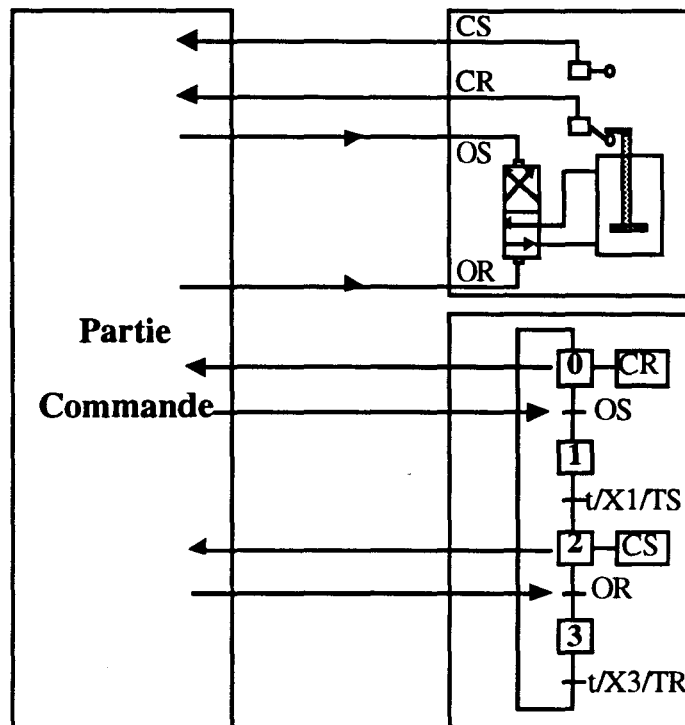 CS
CR
OS
OR
Partie
Commande
0 CR
OS
1
t/X1/TS
2 CS
OR
3
t/X3/TR